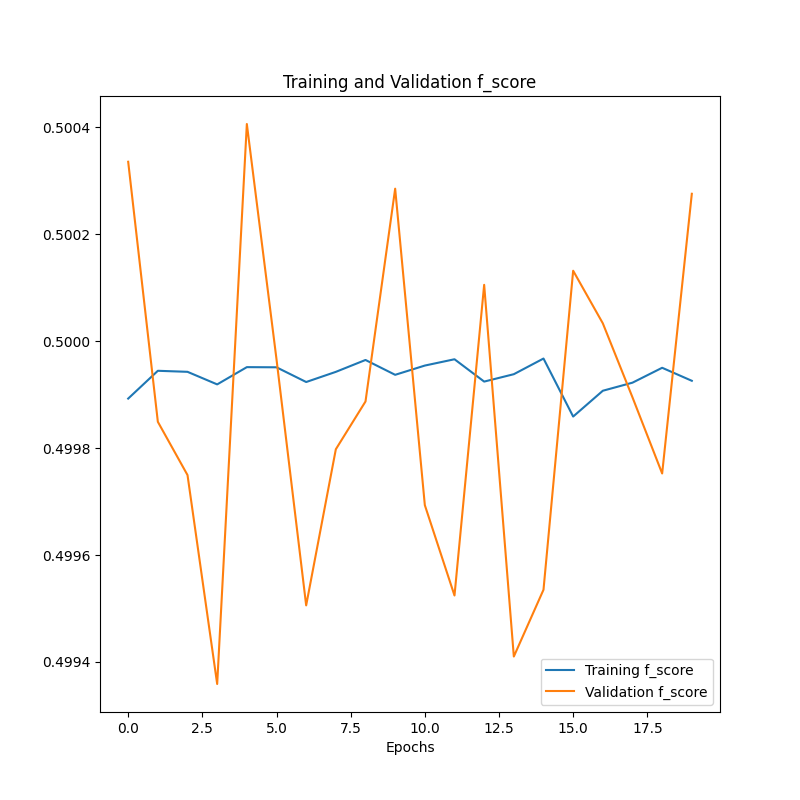 Training and Validation f_score
0.5004
0.5002
0.5000
0.4998
0.4996
0.4994
Training f_score
Validation f_score
0.0 2.5 5.0 7.5 10.0 12.5 15.0 17.5
Epochs